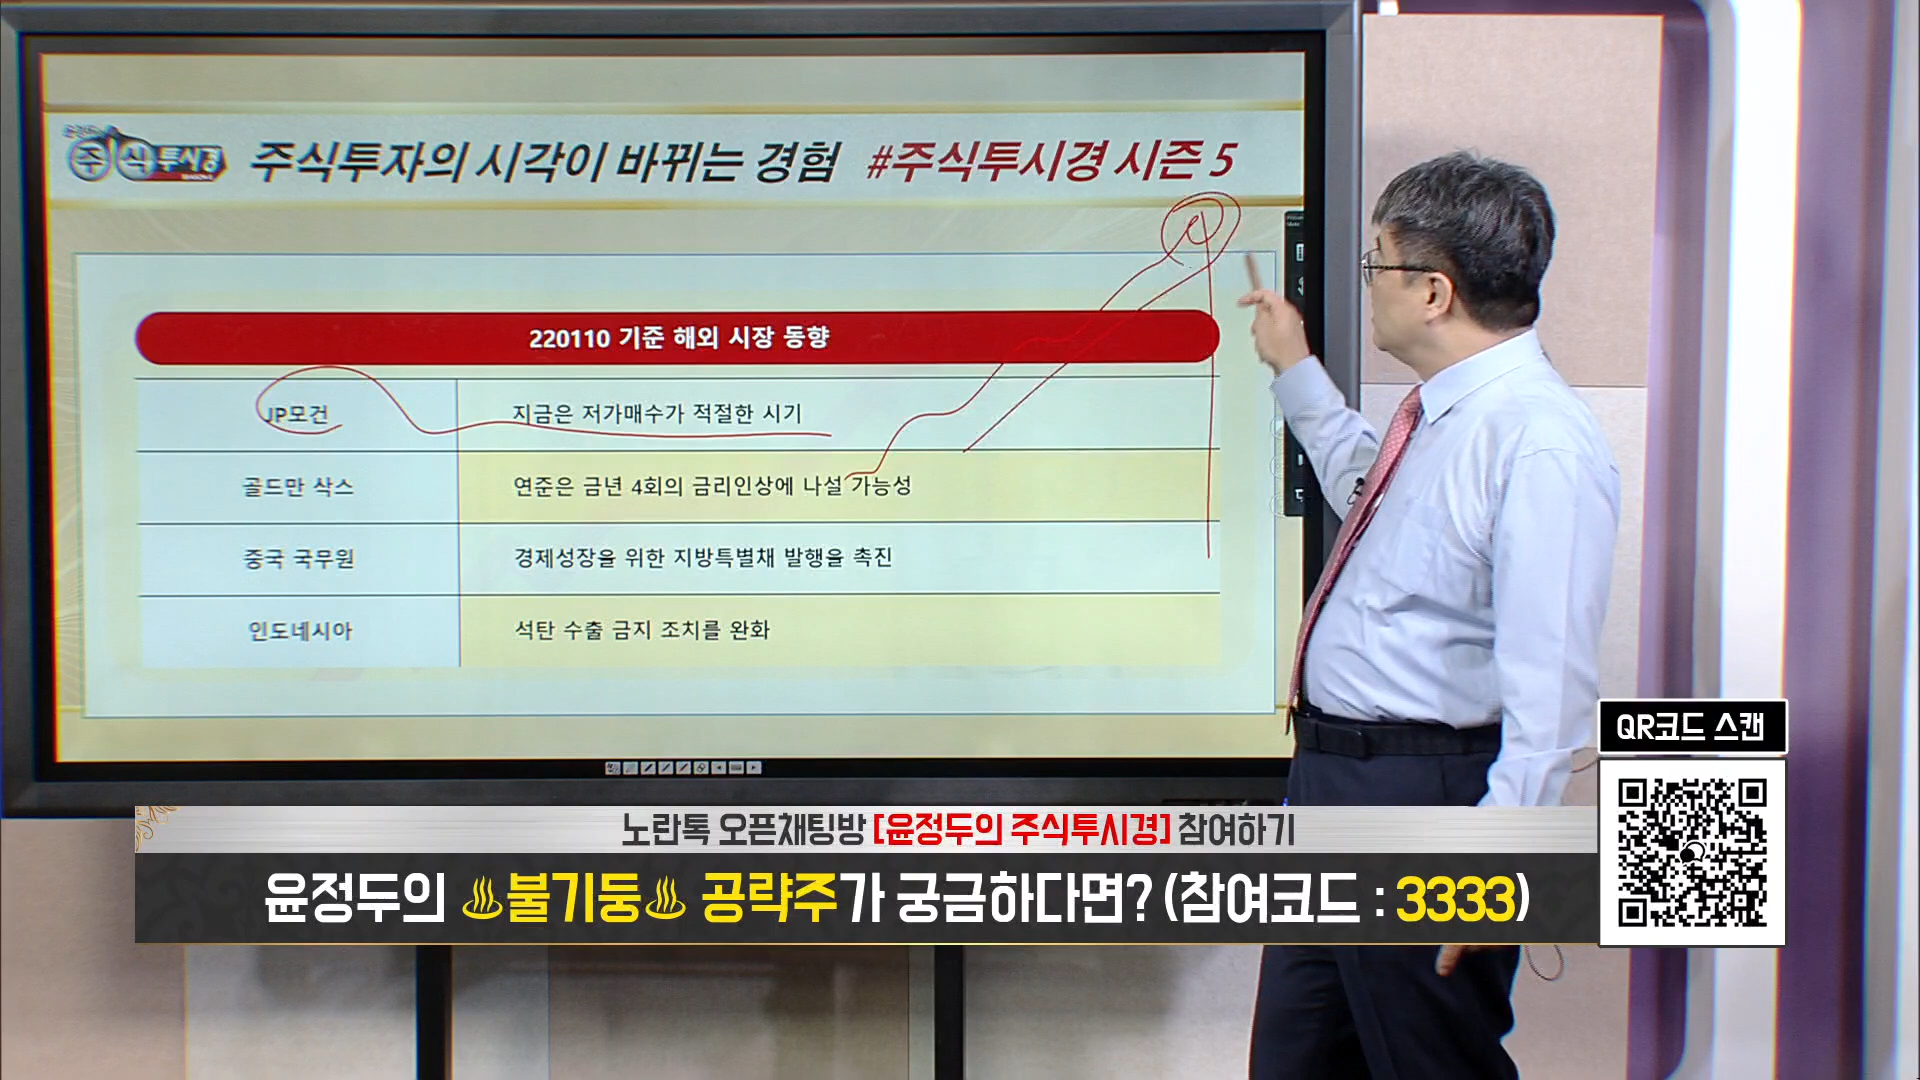 주식투시경
주식투자의 시각이 바뀌는 경험 #주식투시경 시즌 5
220110 기준 해외 시장 동향
JP모건 지금은 저가매수가 적절한 시기
골드만 삭스 연준은 금년 4회의 금리인상에 나설 가능성
중국 국무원 경제성장을 위한 지방특별채 발행을 촉진
인도네시아 석탄 수출 금지 조치를 완화
QR코드 스캔
노란톡 오픈채팅방 [윤정두의 주식투시경] 참여하기
윤정두의 ♨불기둥♨ 공략주가 궁금하다면? (참여코드 : 3333)